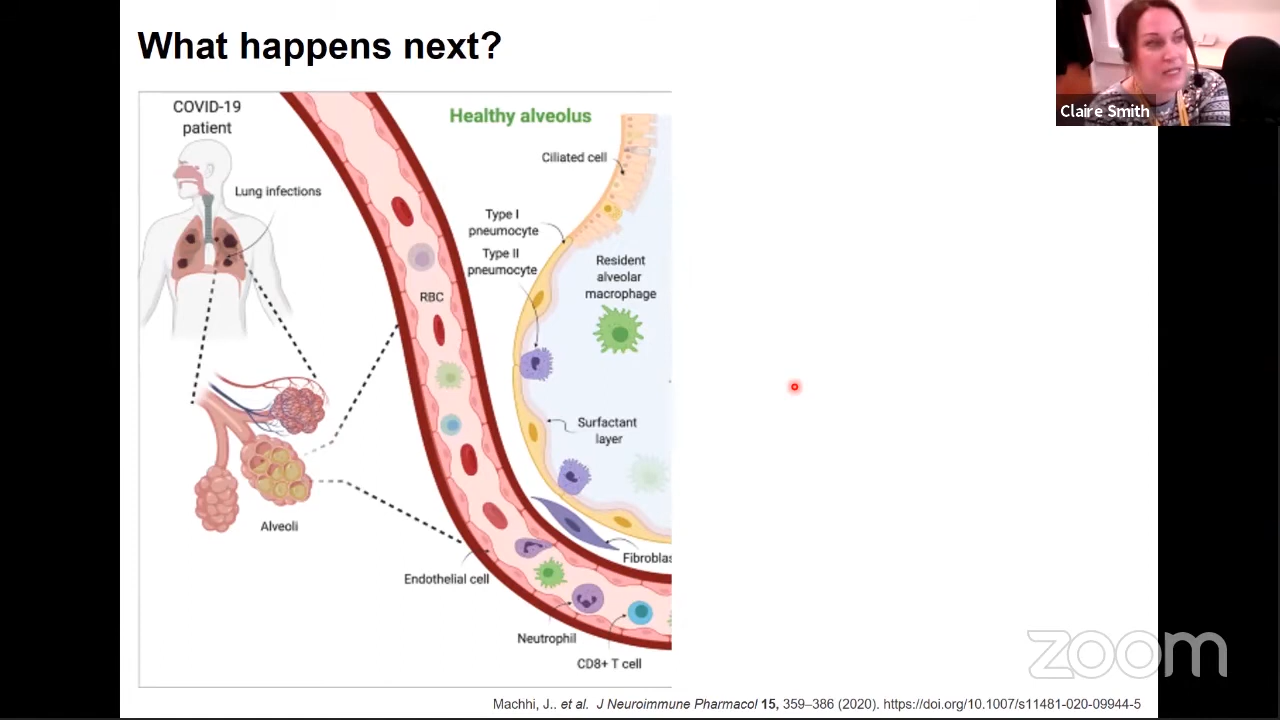 What happens next?
Claire Smith
COVID-19
patient
Lung infections
Healthy alveolus
Ciliated cell
Type I
pneumocyte
Type II
pneumocyte
Resident
alveolar
macrophage
RBC
Surfactant
layer
Alveoli
Fibroblas
Endothelial cell
Neutrophil
CD8+ T cell
zoom
Machhi, J.. et al. J Neuroimmune Pharmacol 15, 359–386 (2020). https://doi.org/10.1007/s11481-020-09944-5